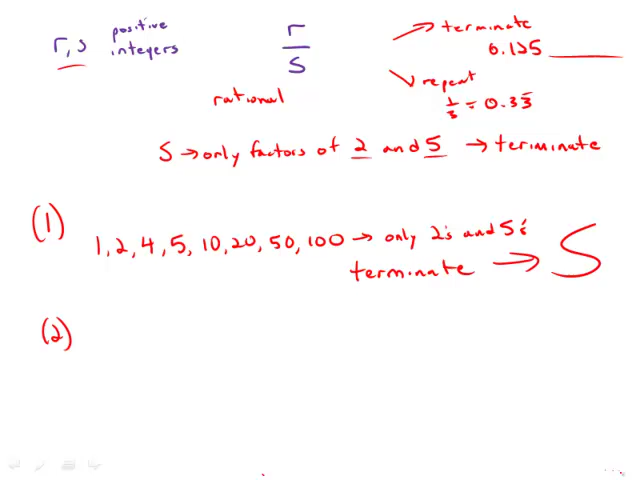 r, s positive integers
r/s
terminate
0.125
repeat
1/3 = 0.33̅
rational
S → only factors of 2 and 5 → teriminate
(1)
1, 2, 4, 5, 10, 20, 50, 100 → only 2's and 5's
terminate → S
(2)